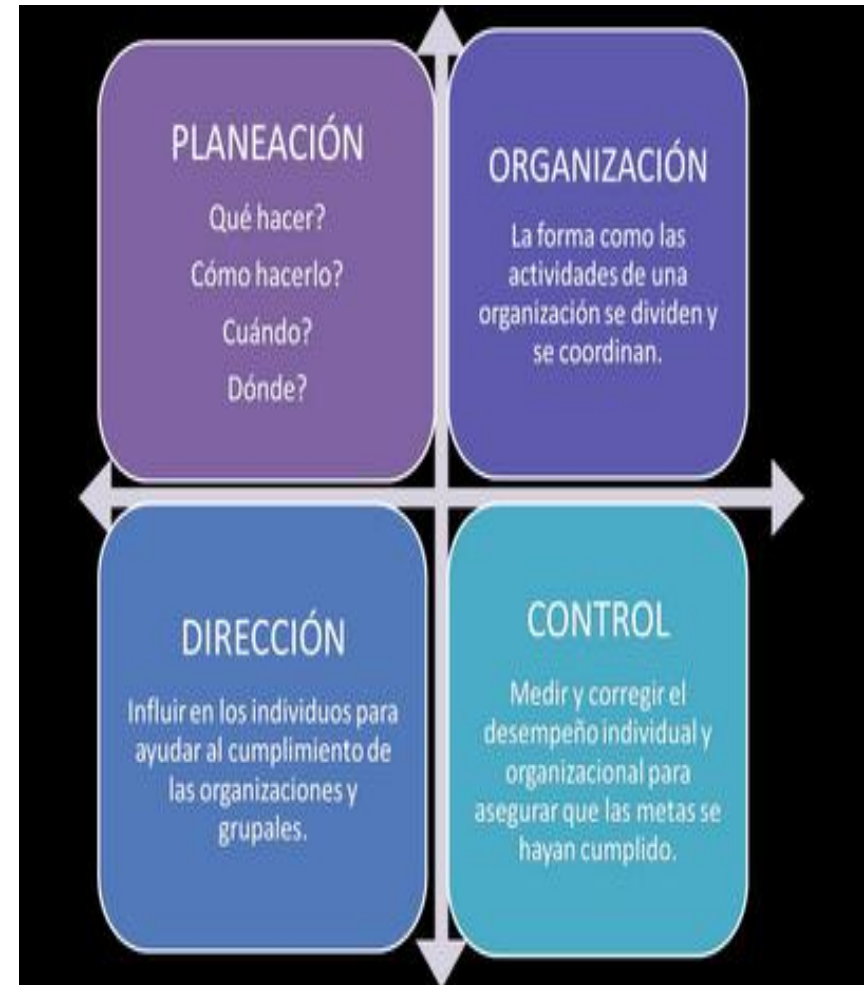 PLANEACIÓN
Qué hacer?
Cómo hacerlo?
Cuándo?
Dónde?
ORGANIZACIÓN
La forma como las
actividades de una
organización se dividen y
se coordinan.
DIRECCIÓN
Influir en los individuos para
ayudar al cumplimiento de
las organizaciones y
grupales.
CONTROL
Medir y corregir el
desempeño individual y
organizacional para
asegurar que las metas se
hayan cumplido.